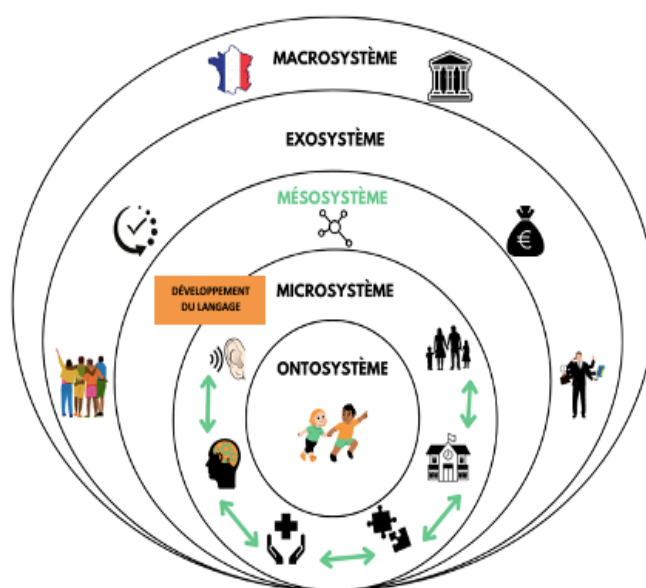 MACROSYSTÈME
EXOSYSTÈME
MÉSOSYSTÈME
€
DÉVELOPPEMENT
DU LANGAGE
MICROSYSTÈME
ONTOSYSTÈME